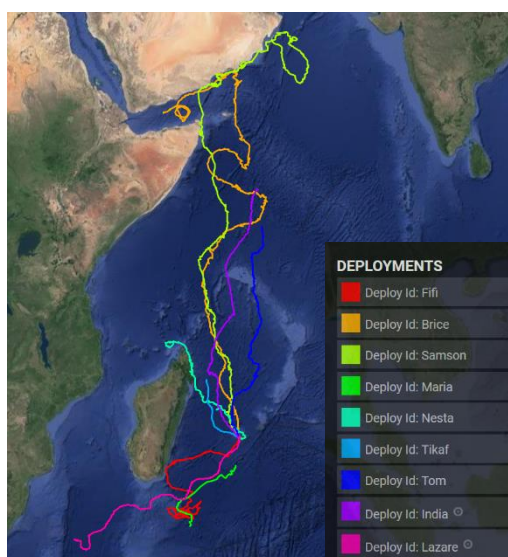 DEPLOYMENTS
Deploy Id: Fifi
Deploy Id: Brice
Deploy Id: Samson
Deploy Id: Maria
Deploy Id: Nesta
Deploy Id: Tikaf
Deploy Id: Tom
Deploy Id: India
Deploy Id: Lazare